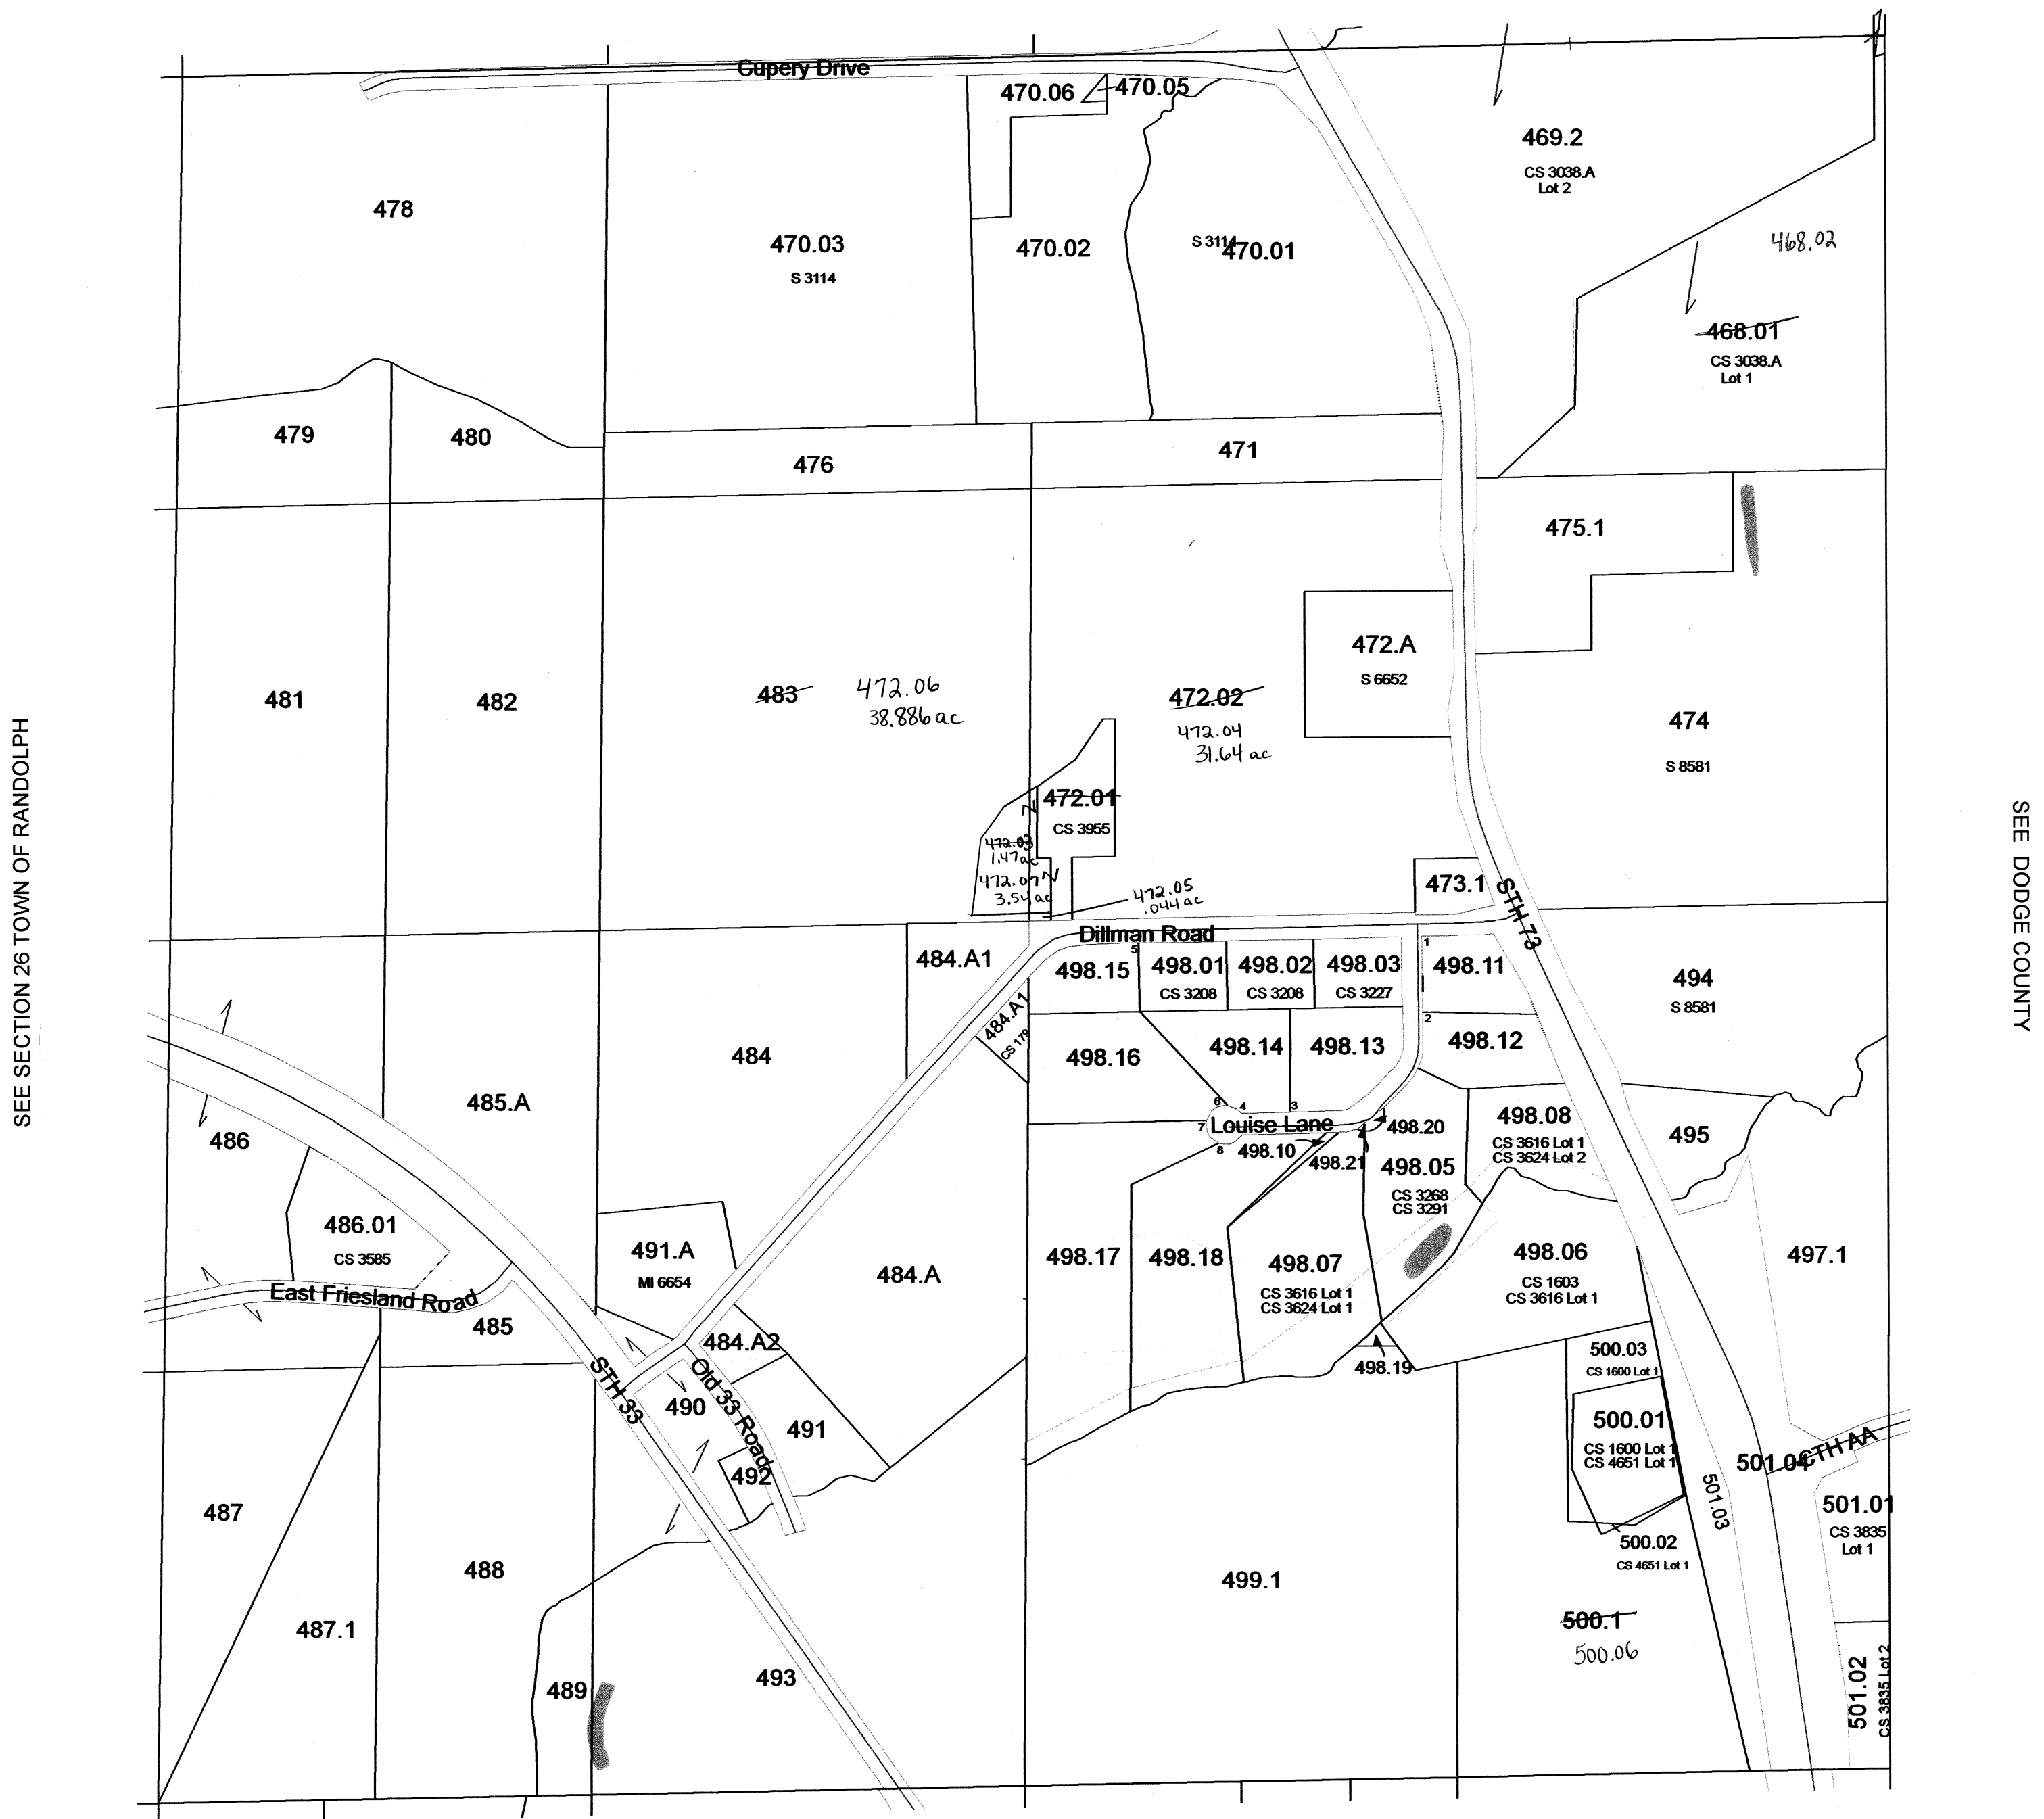 Cupery Drive
470.06
470.05
469.2
CS 3038.A
Lot 2
478
470.03
S 3114
470.02
S 3114
470.01
468.02
468.01
CS 3038.A
Lot 1
479
480
476
471
475.1
481
482
483
472.06
38.886 ac
472.02
472.04
31.64 ac
472.A
S 6652
474
S 8581
472.01
CS 3955
472.03
1.47 ac
472.07
3.54 ac
472.05
.044 ac
473.1
STH 73
SEE SECTION 26 TOWN OF RANDOLPH
SEE DODGE COUNTY
Dillman Road
484.A1
498.15
5
498.01
CS 3208
498.02
CS 3208
498.03
CS 3227
1
498.11
494
S 8581
484.A1
CS 179
484
485.A
498.16
498.14
498.13
2
498.12
6
4
3
7
Louise Lane
8
498.10
498.21
498.20
498.05
CS 3268
CS 3291
498.08
CS 3616 Lot 1
CS 3624 Lot 2
495
486
486.01
CS 3585
491.A
MI 6654
484.A
498.17
498.18
498.07
CS 3616 Lot 1
CS 3624 Lot 1
498.06
CS 1603
CS 3616 Lot 1
497.1
East Friesland Road
485
484.A2
498.19
500.03
CS 1600 Lot 1
STH 33
Old 33 Road
490
491
492
500.01
CS 1600 Lot 1
CS 4651 Lot 1
501.04
CTH AA
501.03
501.01
CS 3835
Lot 1
500.02
CS 4651 Lot 1
487
488
499.1
487.1
489
493
500.1
500.06
501.02
CS 3835 Lot 2